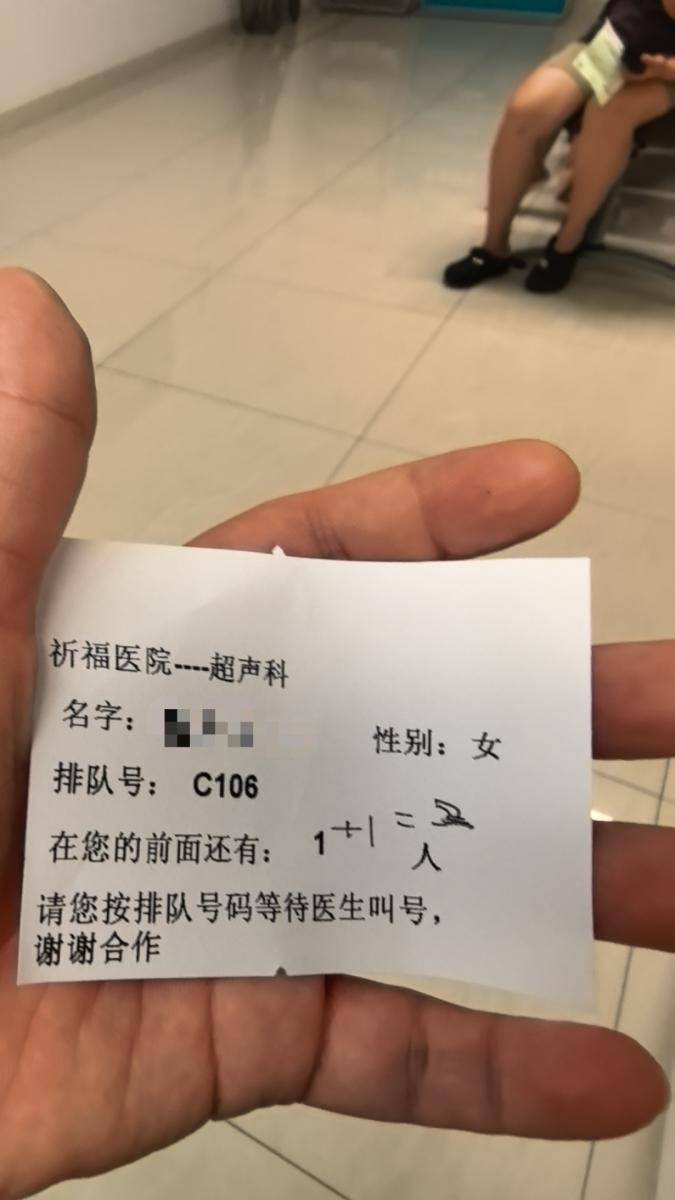 祈福医院----超声科
名字：
性别：女
排队号：C106
在您的前面还有：1+1=2人
请您按排队号码等待医生叫号，
谢谢合作